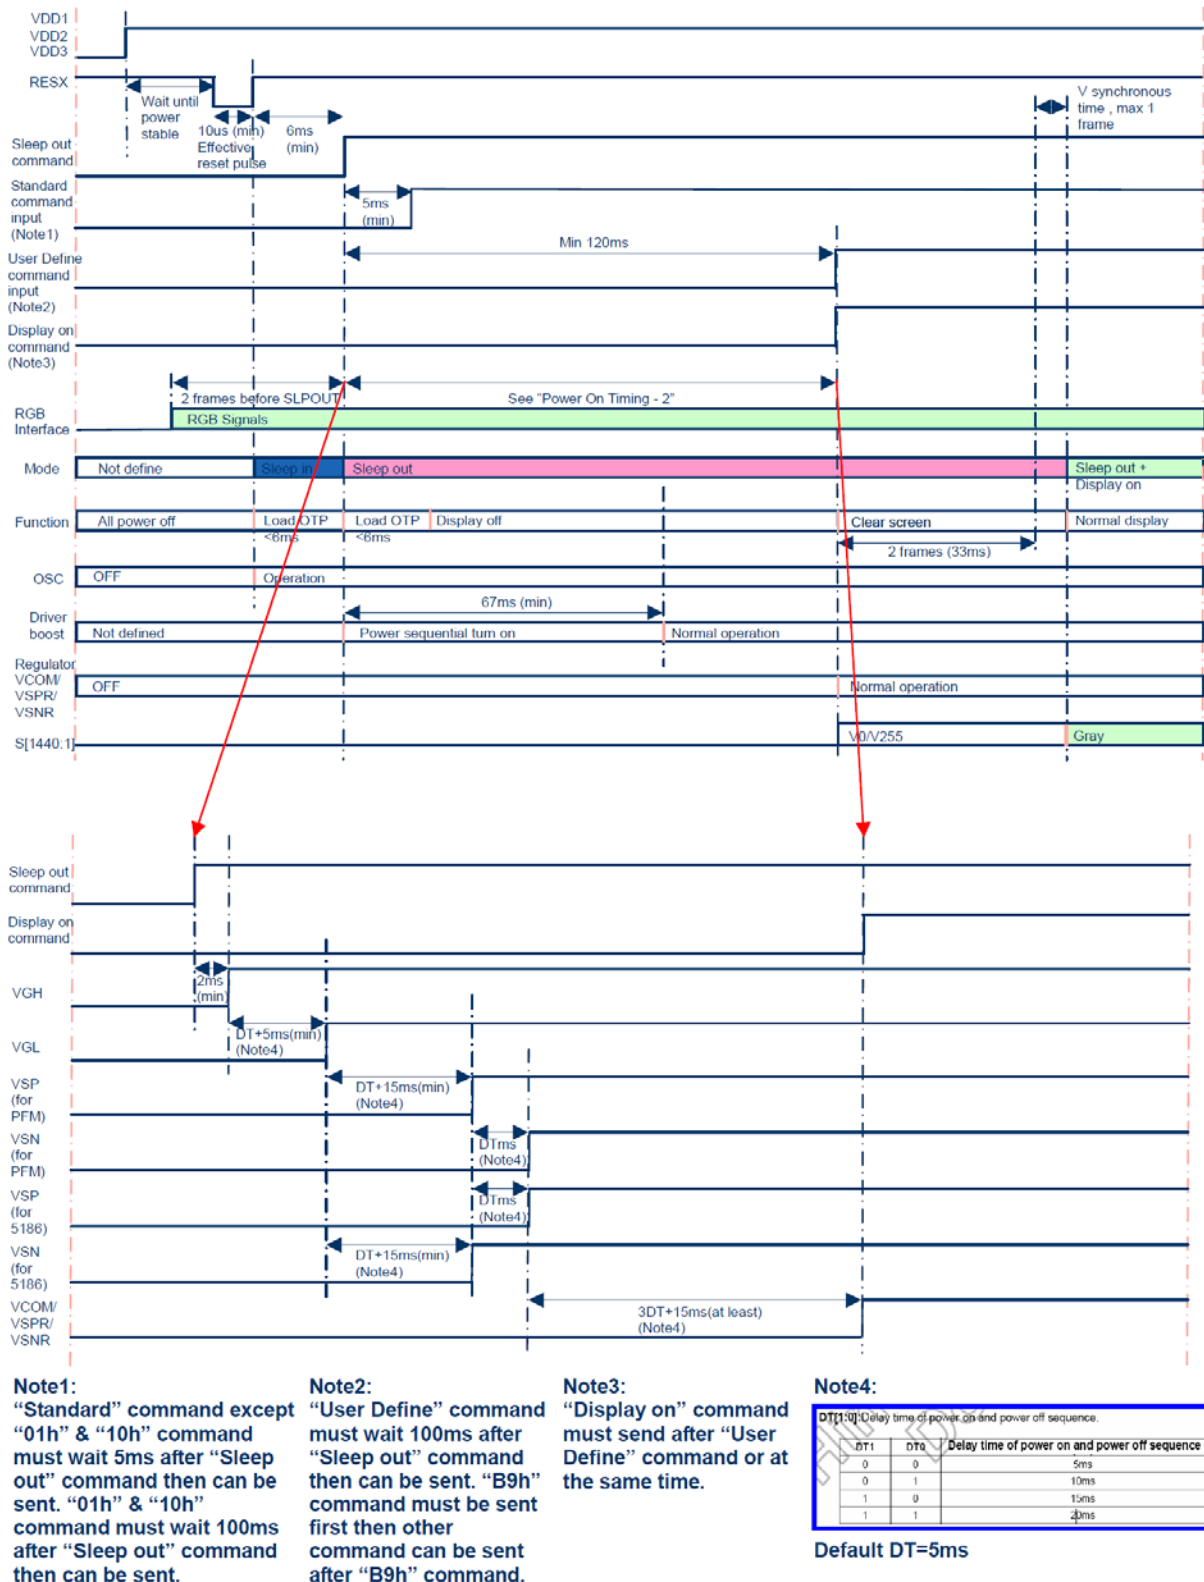 VDD1
VDD2
VDD3
RESX
Wait until
power
stable
10us (min)
Effective
reset pulse
6ms
(min)
V synchronous
time , max 1
frame
Sleep out
command
Standard
command
input
(Note1)
5ms
(min)
Min 120ms
User Define
command
input
(Note2)
Display on
command
(Note3)
2 frames before SLPOUT
See "Power On Timing - 2"
RGB
Interface
RGB Signals
Mode
Not define
Sleep in
Sleep out
Sleep out +
Display on
Function
All power off
Load OTP
<6ms
Load OTP
<6ms
Display off
Clear screen
Normal display
2 frames (33ms)
OSC
OFF
Operation
67ms (min)
Driver
boost
Not defined
Power sequential turn on
Normal operation
Regulator
VCOM/
VSPR/
VSNR
OFF
Normal operation
S[1440:1]
V0/V255
Gray
Sleep out
command
Display on
command
2ms
(min)
VGH
DT+5ms(min)
(Note4)
VGL
VSP
(for
PFM)
DT+15ms(min)
(Note4)
VSN
(for
PFM)
DTms
(Note4)
VSP
(for
5186)
DTms
(Note4)
VSN
(for
5186)
DT+15ms(min)
(Note4)
VCOM/
VSPR/
VSNR
3DT+15ms(at least)
(Note4)
Note1:
“Standard” command except
“01h” & “10h” command
must wait 5ms after “Sleep
out” command then can be
sent. “01h” & “10h”
command must wait 100ms
after “Sleep out” command
then can be sent.
Note2:
“User Define” command
must wait 100ms after
“Sleep out” command
then can be sent. “B9h”
command must be sent
first then other
command can be sent
after “B9h” command.
Note3:
“Display on” command
must send after “User
Define” command or at
the same time.
Note4:
DT[1:0]:Delay time of power on and power off sequence.
DT1 DT0 Delay time of power on and power off sequence
0 0 5ms
0 1 10ms
1 0 15ms
1 1 20ms
Default DT=5ms